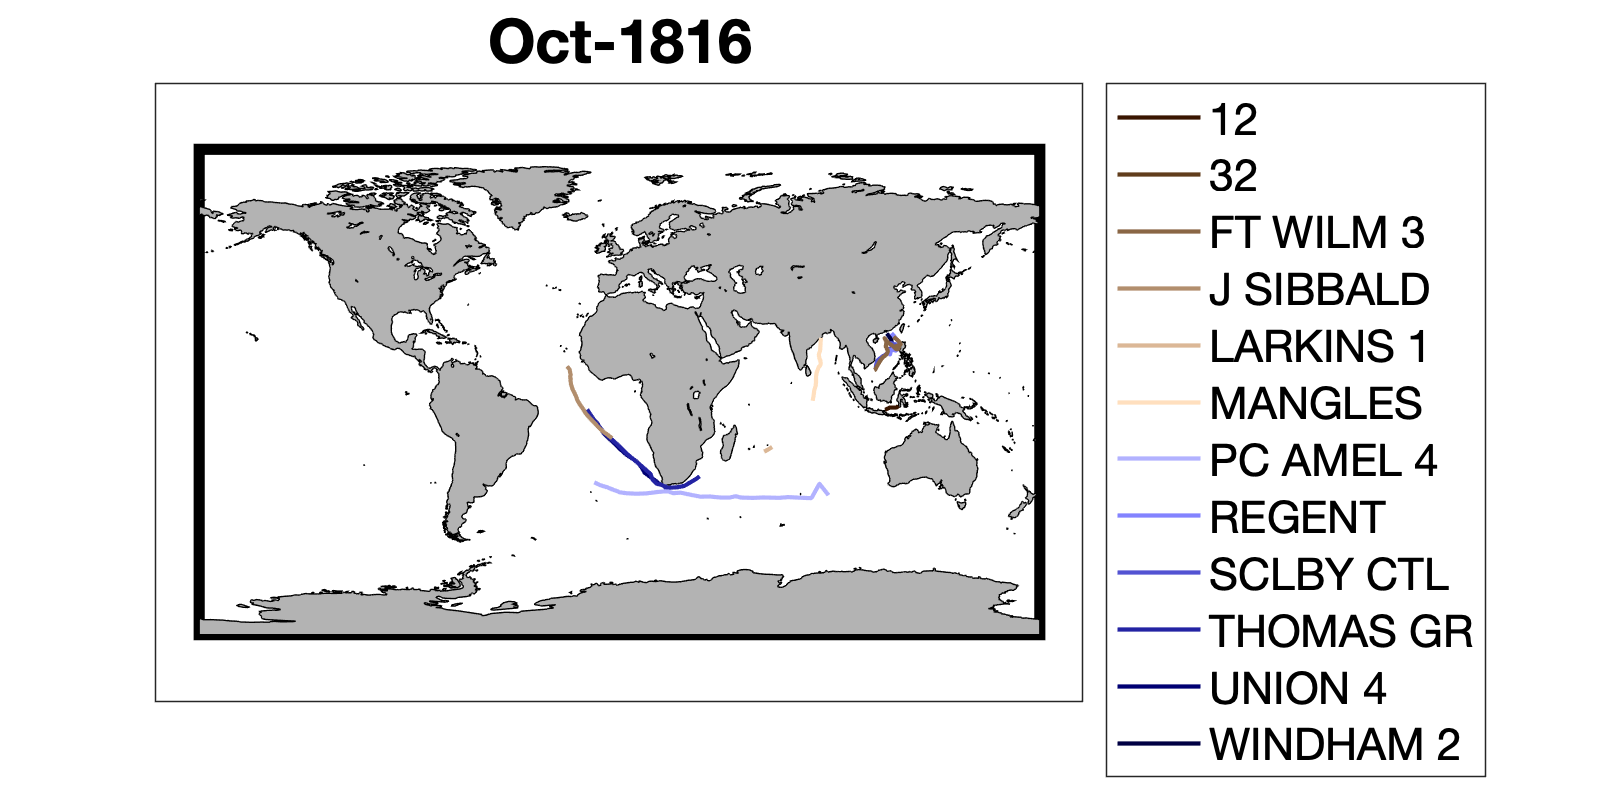 Oct-1816
12
32
FT WILM 3
J SIBBALD
LARKINS 1
MANGLES
PC AMEL 4
REGENT
SCLBY CTL
THOMAS GR
UNION 4
WINDHAM 2